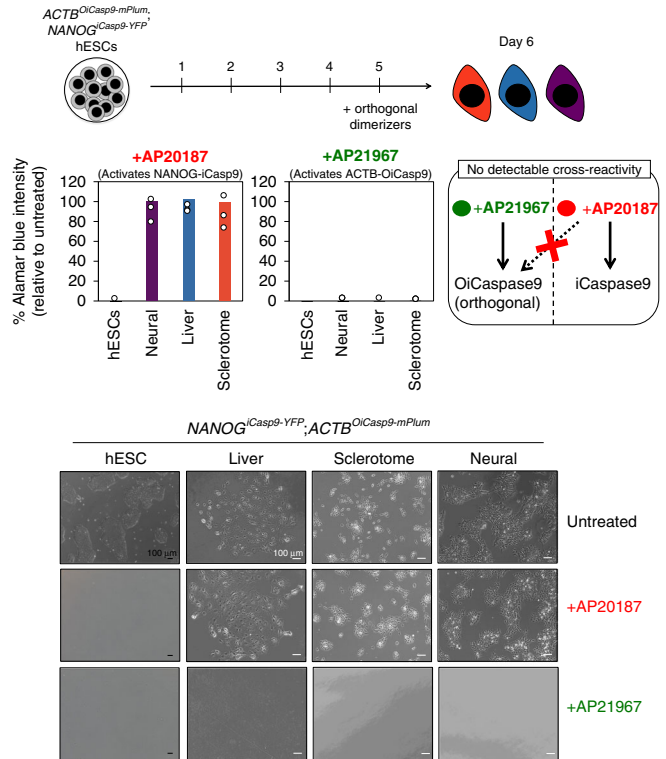 ACTB^OiCasp9-mPlum;
NANOG^iCasp9-YFP
hESCs
1 2 3 4 5
+ orthogonal
dimerizers
Day 6
+AP20187
(Activates NANOG-iCasp9)
% Alamar blue intensity
(relative to untreated)
120
100
80
60
40
20
0
hESCs
Neural
Liver
Sclerotome
+AP21967
(Activates ACTB-OiCasp9)
120
100
80
60
40
20
0
hESCs
Neural
Liver
Sclerotome
No detectable cross-reactivity
+AP21967 +AP20187
OiCaspase9 iCaspase9
(orthogonal)
NANOG^iCasp9-YFP;ACTB^OiCasp9-mPlum
hESC Liver Sclerotome Neural
100 μm 100 μm
Untreated
+AP20187
+AP21967